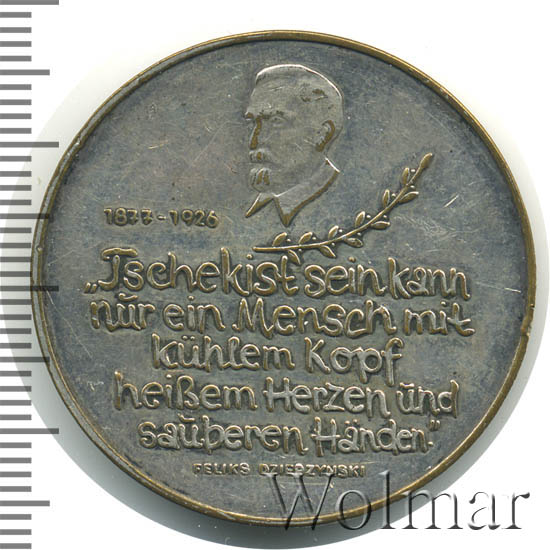 1877-1926
„Tschekist sein kann
nur ein Mensch mit
kühlem Kopf
heißem Herzen und
sauberen Händen."
FELIKS DZIERZYNSKI
Wolmar